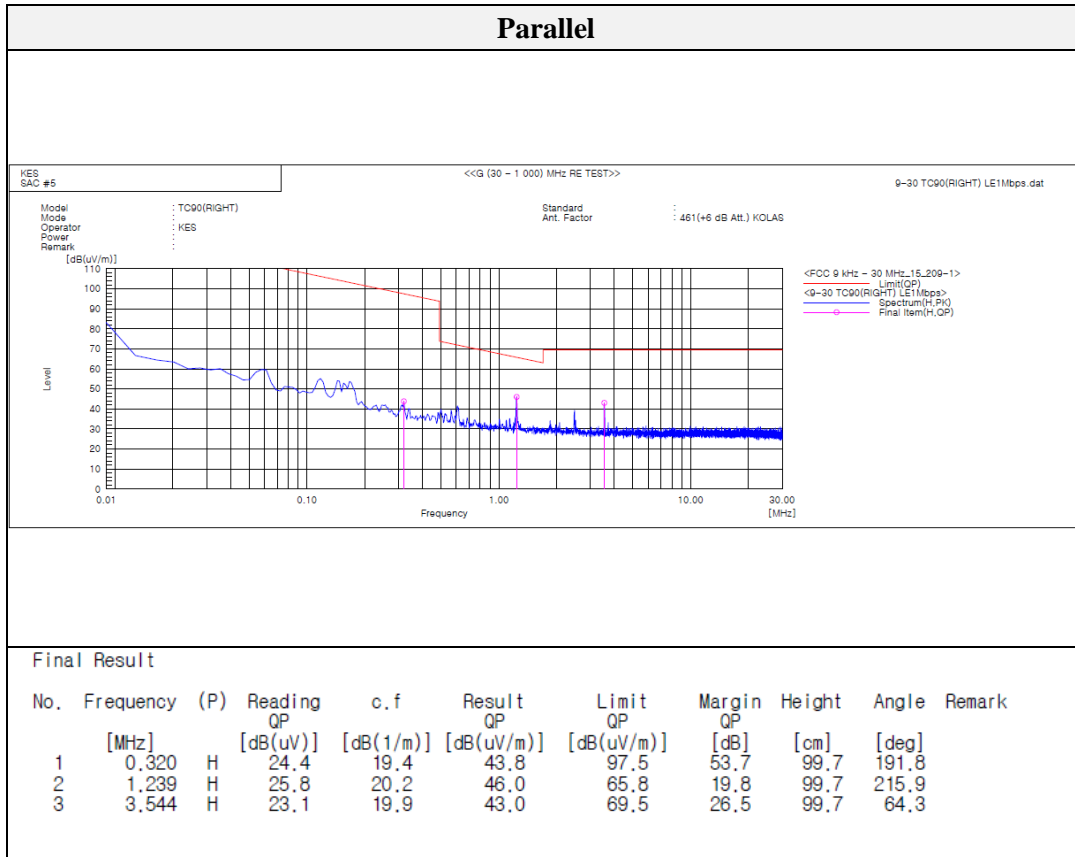 Parallel
KES
SAC #5
<<G (30 - 1 000) MHz RE TEST>>
9-30 TC90(RIGHT) LE1Mbps.dat
Model : TC90(RIGHT)
Mode :
Operator : KES
Power :
Remark :
Standard :
Ant. Factor : 461(+6 dB Att.) KOLAS
[dB(uV/m)]
110
100
90
80
70
60
50
40
30
20
10
0
Level
0.01 0.10 1.00 10.00 30.00
Frequency [MHz]
<FCC 9 kHz - 30 MHz_15_209-1>
Limit(QP)
<9-30 TC90(RIGHT) LE1Mbps>
Spectrum(H,PK)
Final Item(H,QP)
Final Result
No. Frequency (P) Reading c.f Result Limit Margin Height Angle Remark
QP QP QP QP
[MHz] [dB(uV)] [dB(1/m)] [dB(uV/m)] [dB(uV/m)] [dB] [cm] [deg]
1 0.320 H 24.4 19.4 43.8 97.5 53.7 99.7 191.8
2 1.239 H 25.8 20.2 46.0 65.8 19.8 99.7 215.9
3 3.544 H 23.1 19.9 43.0 69.5 26.5 99.7 64.3